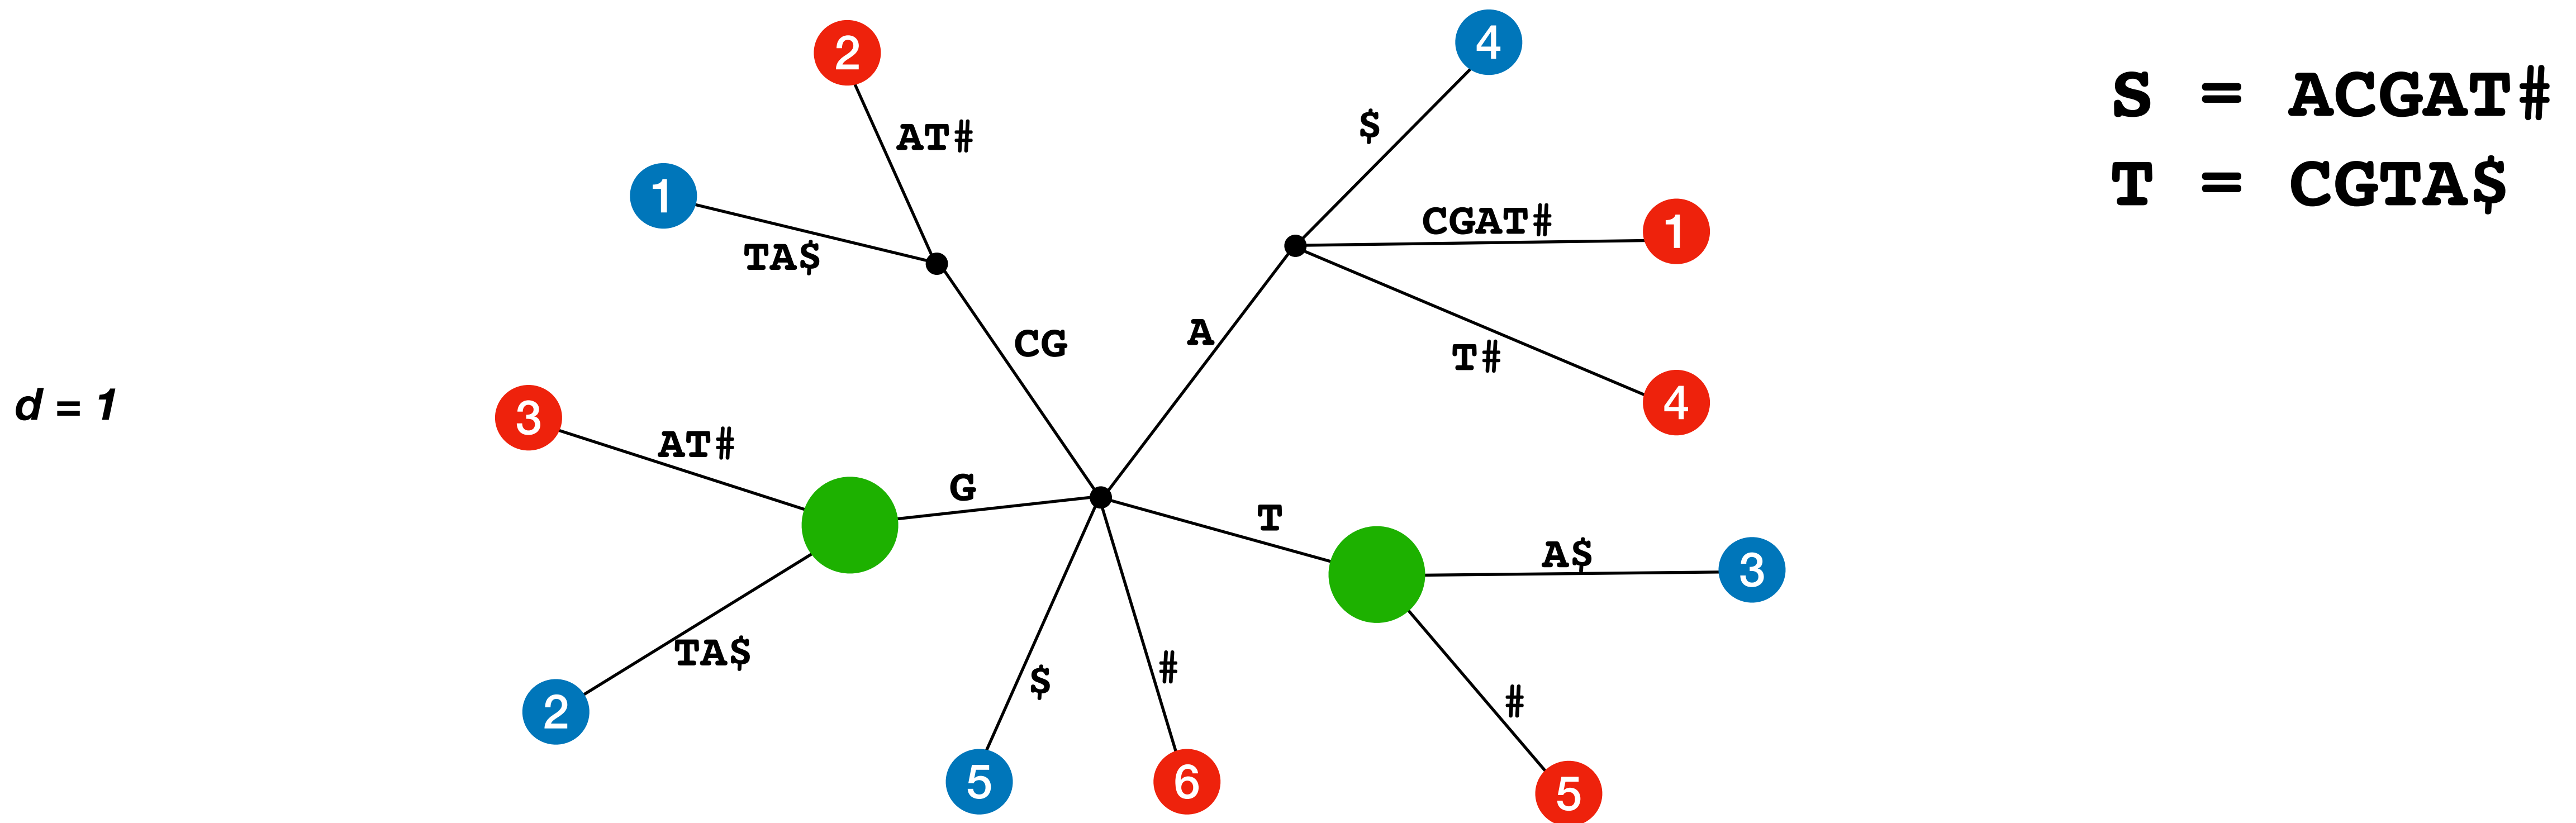 4
2
S = ACGAT#
$
AT#
T = CGTA$
1
CGAT#
1
TA$
A
CG
T#
d = 1
3
4
AT#
G
T
A$
3
TA$
$
#
#
2
5
6
5